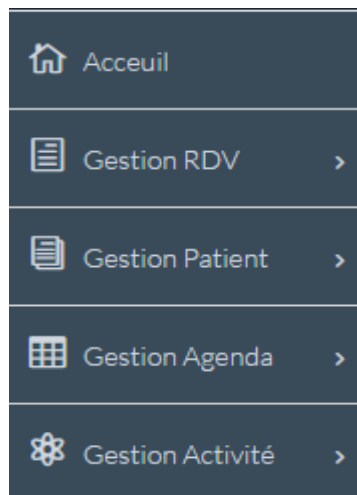 Acceuil
Gestion RDV
Gestion Patient
Gestion Agenda
Gestion Activité